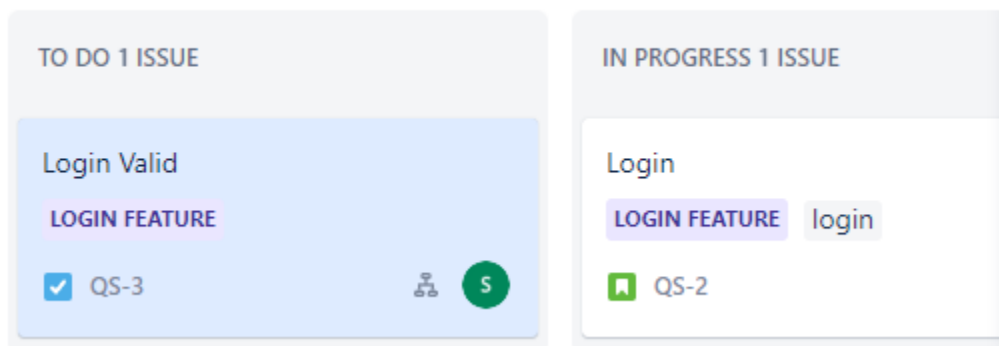 TO DO 1 ISSUE
Login Valid
LOGIN FEATURE
QS-3
S
IN PROGRESS 1 ISSUE
Login
LOGIN FEATURE login
QS-2